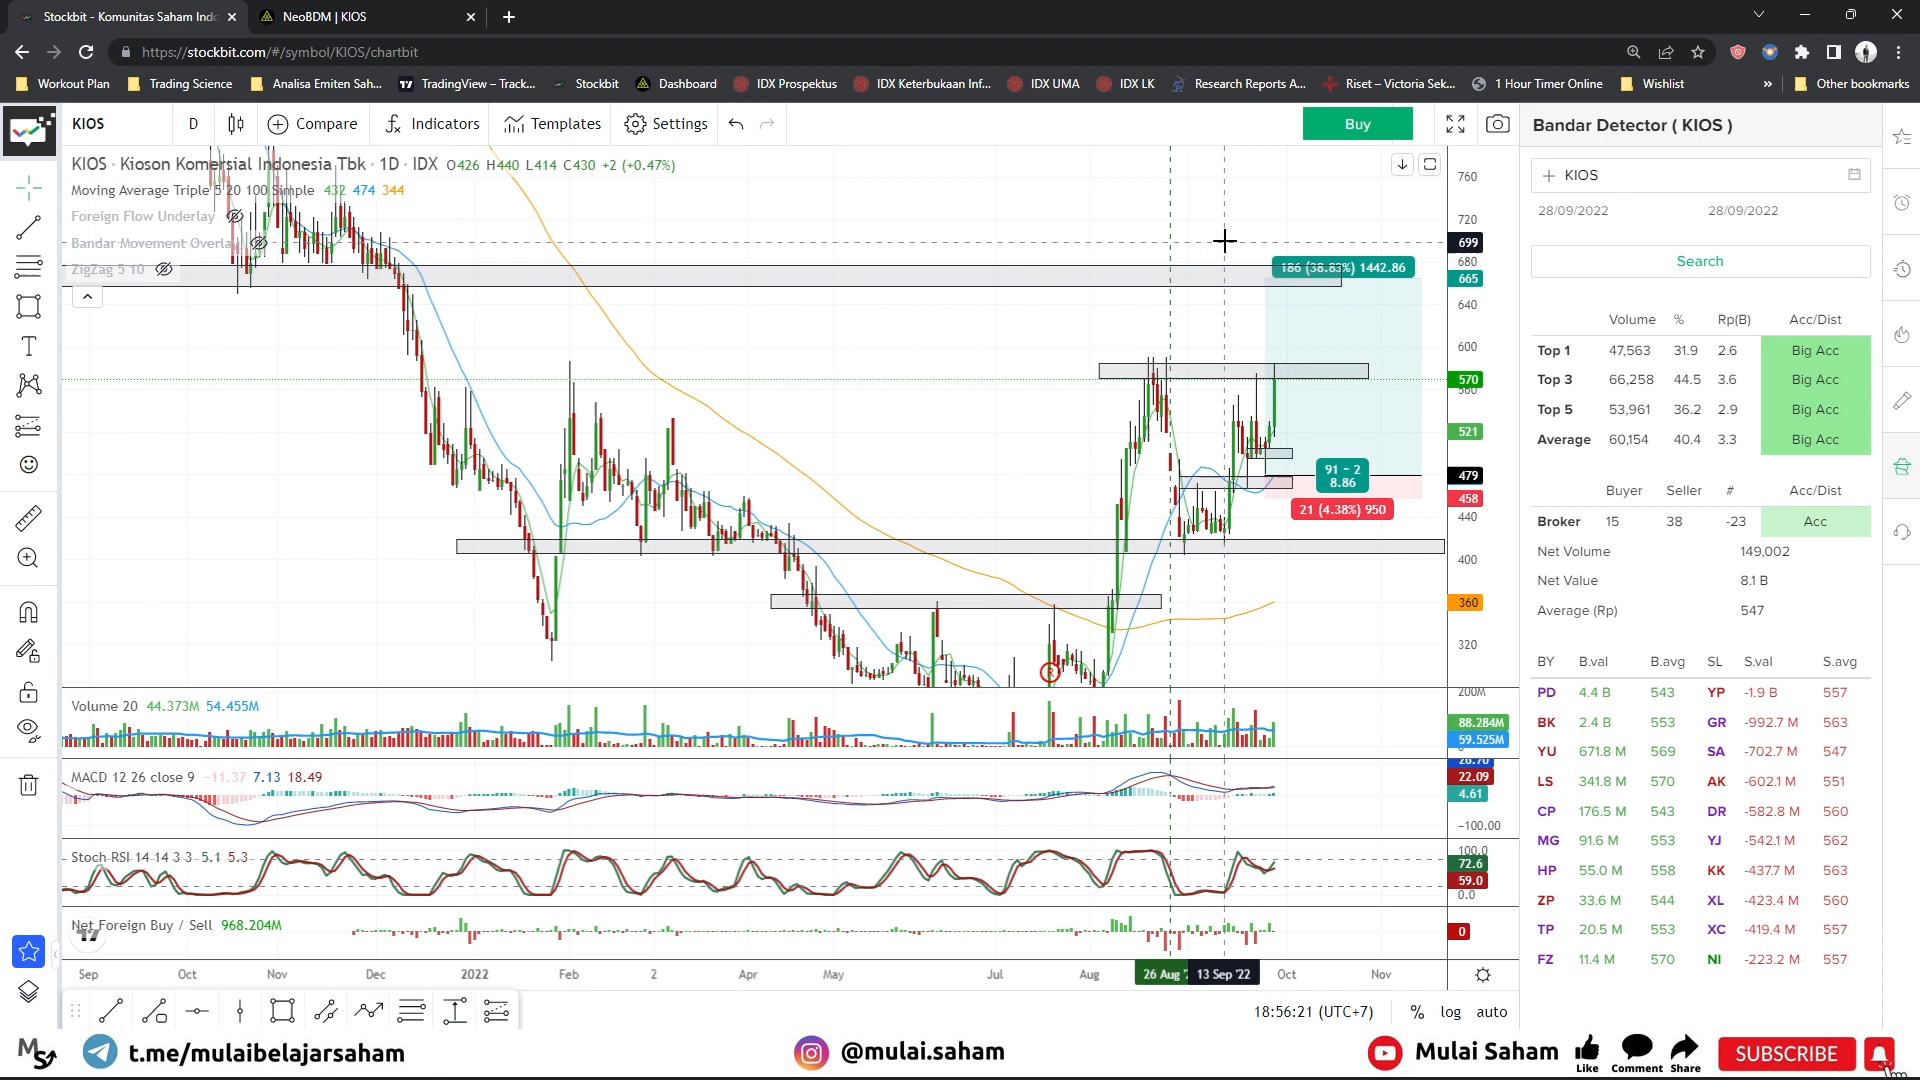 Stockbit - Komunitas Saham Indo
NeoBDM | KIOS
https://stockbit.com/#/symbol/KIOS/chartbit
Workout Plan
Trading Science
Analisa Emiten Sah...
TradingView – Track...
Stockbit
Dashboard
IDX Prospektus
IDX Keterbukaan Inf...
IDX UMA
IDX LK
Research Reports A...
Riset – Victoria Sek...
1 Hour Timer Online
Wishlist
Other bookmarks
KIOS
D
Compare
Indicators
Templates
Settings
Buy
KIOS · Kioson Komersial Indonesia Tbk · 1D · IDX O426 H440 L414 C430 +2 (+0.47%)
Moving Average Triple 5 20 100 Simple 432 474 344
Foreign Flow Underlay
Bandar Movement Overlay
ZigZag 5 10
186 (38.83%) 1442.86
91 ~ 2
8.86
21 (4.38%) 950
760
720
699
680
665
640
600
570
560
521
479
458
440
400
360
320
Volume 20 44.373M 54.455M
200M
88.284M
59.525M
0
MACD 12 26 close 9 −11.37 7.13 18.49
26.70
22.09
4.61
−100.00
Stoch RSI 14 14 3 3 5.1 5.3
100.0
72.6
59.0
0.0
Net Foreign Buy / Sell 968.204M
0
Sep
Oct
Nov
Dec
2022
Feb
2
Apr
May
Jul
Aug
26 Aug '2
13 Sep '22
Oct
Nov
18:56:21 (UTC+7)
%
log
auto
Bandar Detector ( KIOS )
KIOS
28/09/2022 28/09/2022
Search
Volume % Rp(B) Acc/Dist
Top 1 47,563 31.9 2.6 Big Acc
Top 3 66,258 44.5 3.6 Big Acc
Top 5 53,961 36.2 2.9 Big Acc
Average 60,154 40.4 3.3 Big Acc
Buyer Seller # Acc/Dist
Broker 15 38 -23 Acc
Net Volume 149,002
Net Value 8.1 B
Average (Rp) 547
BY B.val B.avg SL S.val S.avg
PD 4.4 B 543 YP -1.9 B 557
BK 2.4 B 553 GR -992.7 M 563
YU 671.8 M 569 SA -702.7 M 547
LS 341.8 M 570 AK -602.1 M 551
CP 176.5 M 543 DR -582.8 M 560
MG 91.6 M 553 YJ -542.1 M 562
HP 55.0 M 558 KK -437.7 M 563
ZP 33.6 M 544 XL -423.4 M 560
TP 20.5 M 553 XC -419.4 M 557
FZ 11.4 M 570 NI -223.2 M 557
MS
t.me/mulaibelajarsaham
@mulai.saham
Mulai Saham
Like
Comment
Share
SUBSCRIBE